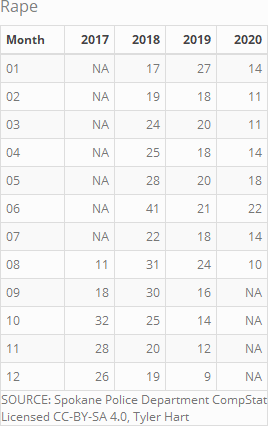 Rape
Month 2017 2018 2019 2020
01 NA 17 27 14
02 NA 19 18 11
03 NA 24 20 11
04 NA 25 18 14
05 NA 28 20 18
06 NA 41 21 22
07 NA 22 18 14
08 11 31 24 10
09 18 30 16 NA
10 32 25 14 NA
11 28 20 12 NA
12 26 19 9 NA
SOURCE: Spokane Police Department CompStat
Licensed CC-BY-SA 4.0, Tyler Hart